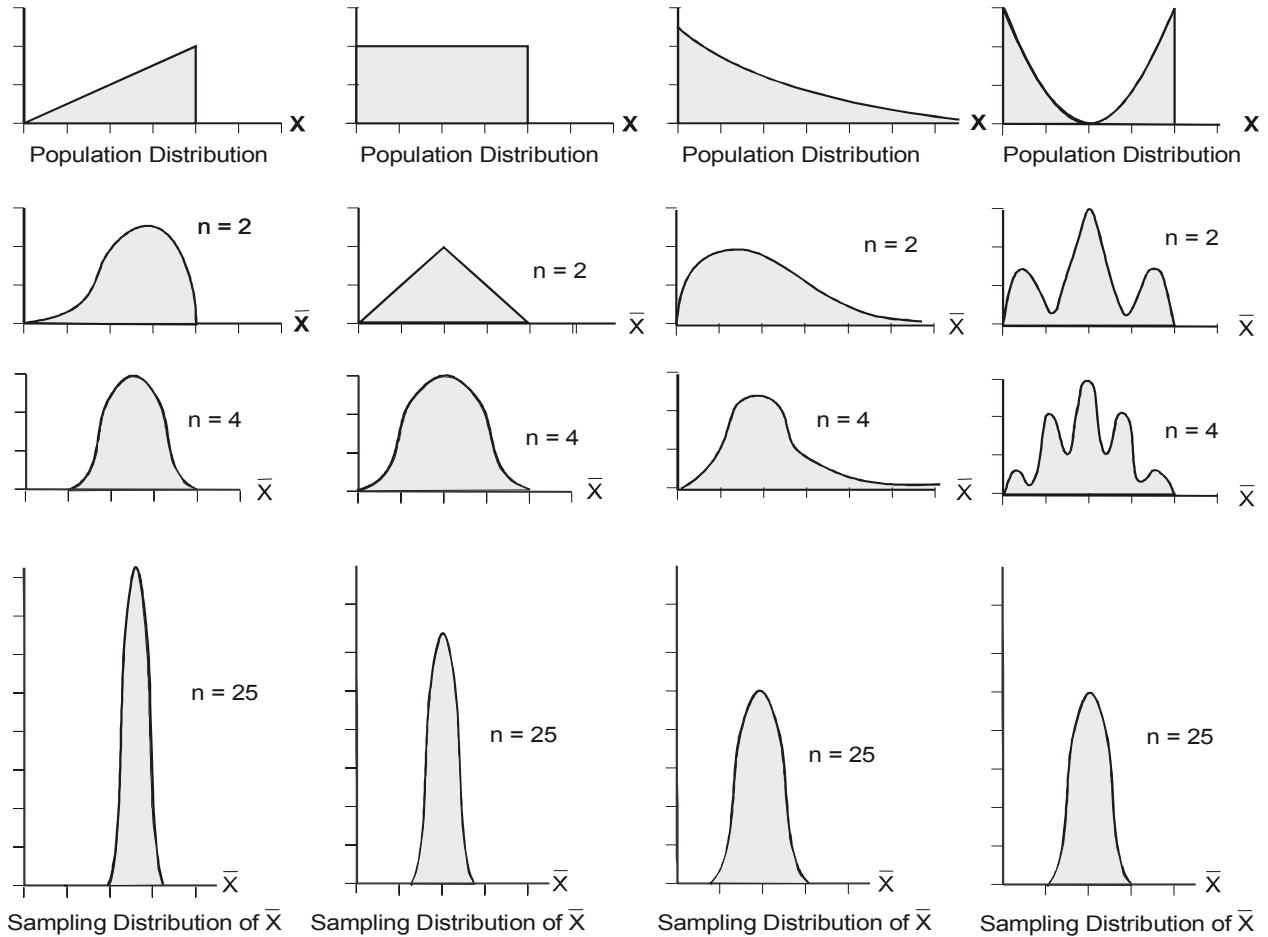 X X X X
Population Distribution Population Distribution Population Distribution Population Distribution
n = 2 n = 2 n = 2 n = 2
X̅ X̅ X̅ X̅
n = 4 n = 4 n = 4 n = 4
X̅ X̅ X̅ X̅
n = 25 n = 25 n = 25 n = 25
X̅ X̅ X̅ X̅
Sampling Distribution of X̅ Sampling Distribution of X̅ Sampling Distribution of X̅ Sampling Distribution of X̅